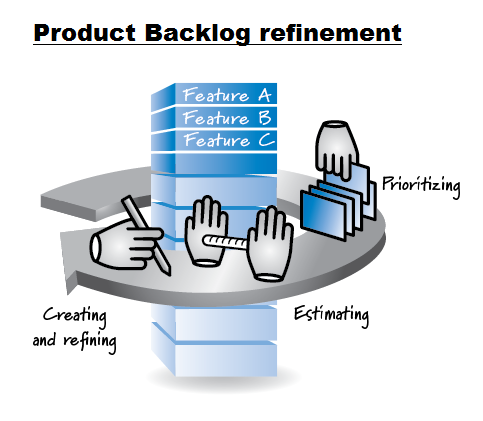 Product Backlog refinement
Feature A
Feature B
Feature C
Prioritizing
Creating
and refining
Estimating